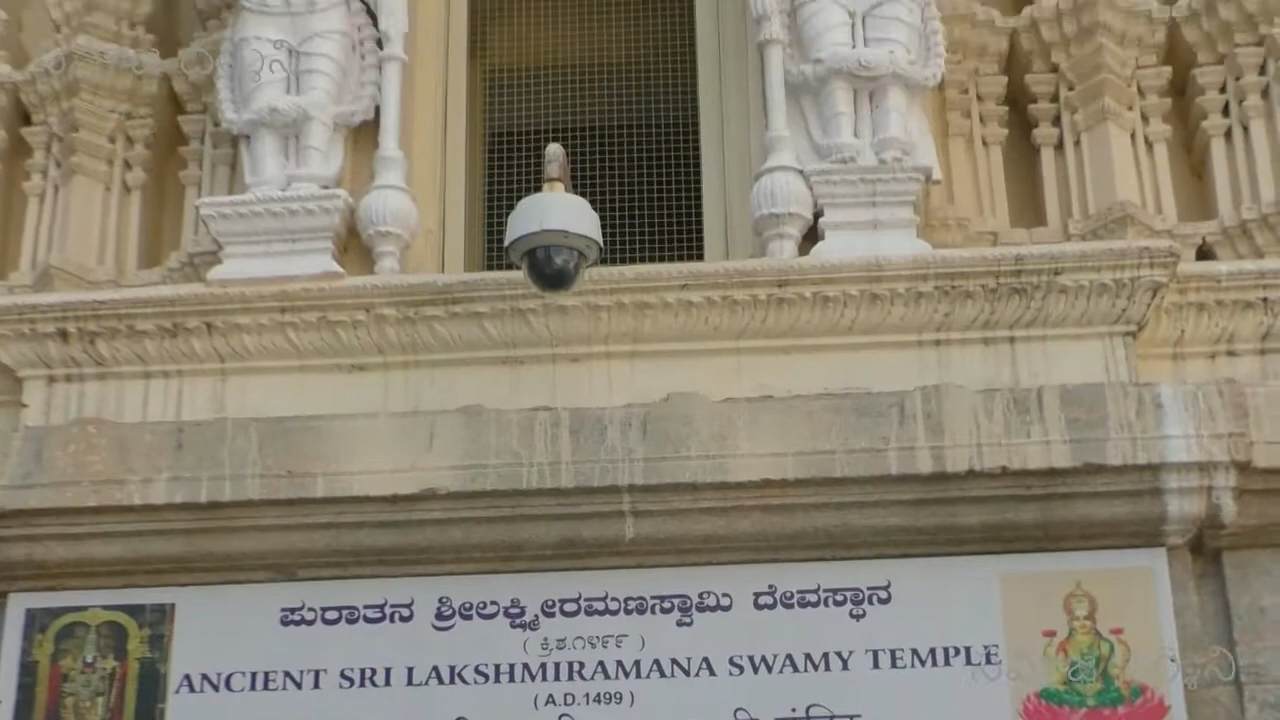 ಪುರಾತನ ಶ್ರೀಲಕ್ಷ್ಮೀರಮಣಸ್ವಾಮಿ ದೇವಸ್ಥಾನ
( ಕ್ರಿ.ಶ.೧೪೯೯ )
ANCIENT SRI LAKSHMIRAMANA SWAMY TEMPLE
( A.D.1499 )